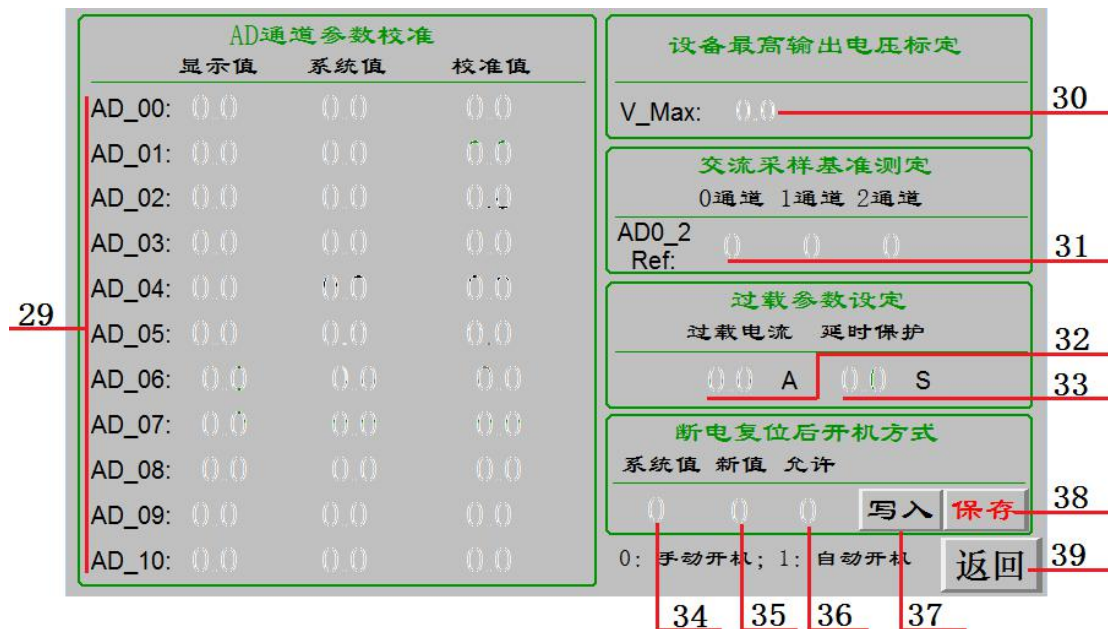 AD通道参数校准
显示值 系统值 校准值
AD_00: 0.0 0.0 0.0
AD_01: 0.0 0.0 0.0
AD_02: 0.0 0.0 0.0
AD_03: 0.0 0.0 0.0
AD_04: 0.0 0.0 0.0
AD_05: 0.0 0.0 0.0
AD_06: 0.0 0.0 0.0
AD_07: 0.0 0.0 0.0
AD_08: 0.0 0.0 0.0
AD_09: 0.0 0.0 0.0
AD_10: 0.0 0.0 0.0
29
设备最高输出电压标定
V_Max: 0.0
30
交流采样基准测定
0通道 1通道 2通道
AD0_2
Ref: 0 0 0
31
过载参数设定
过载电流 延时保护
32
0.0 A 0.0 S
33
断电复位后开机方式
系统值 新值 允许
0 0 0 写入 保存
38
0: 手动开机; 1: 自动开机
返回
39
34 35 36 37